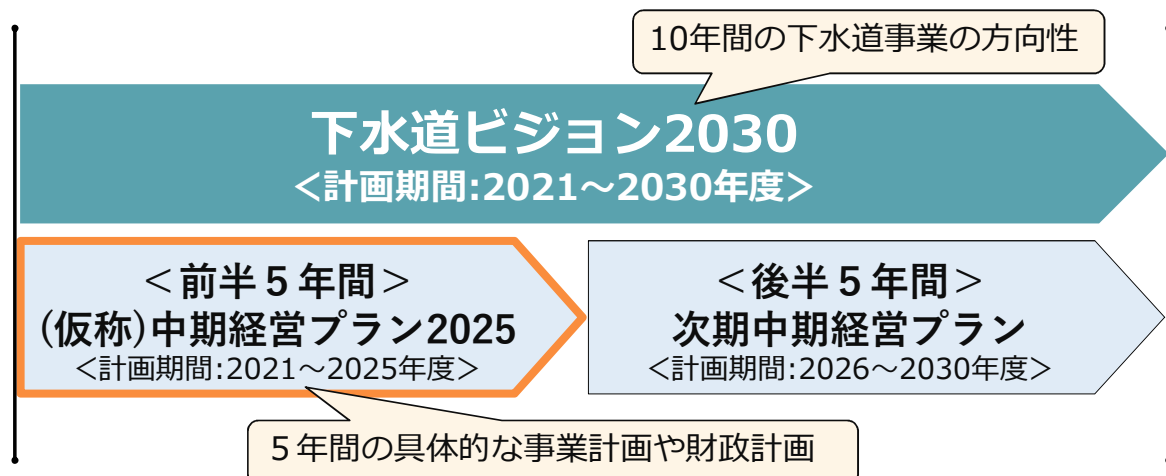 10年間の下水道事業の方向性
下水道ビジョン2030
<計画期間:2021～2030年度>
＜前半５年間＞
(仮称)中期経営プラン2025
<計画期間:2021～2025年度>
＜後半５年間＞
次期中期経営プラン
<計画期間:2026～2030年度>
５年間の具体的な事業計画や財政計画